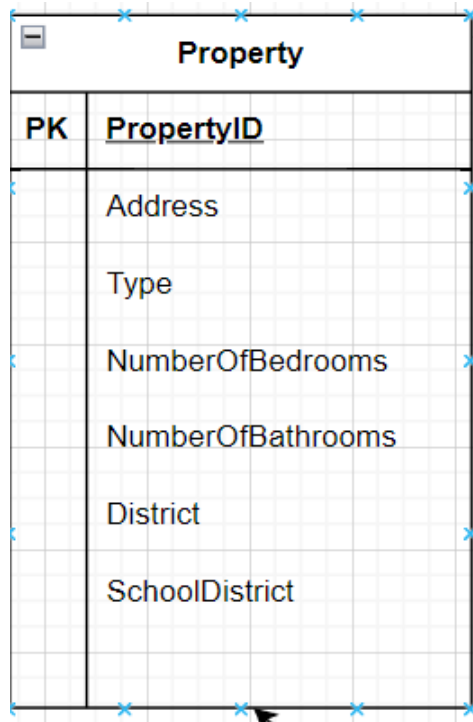 Property
PK PropertyID
Address
Type
NumberOfBedrooms
NumberOfBathrooms
District
SchoolDistrict